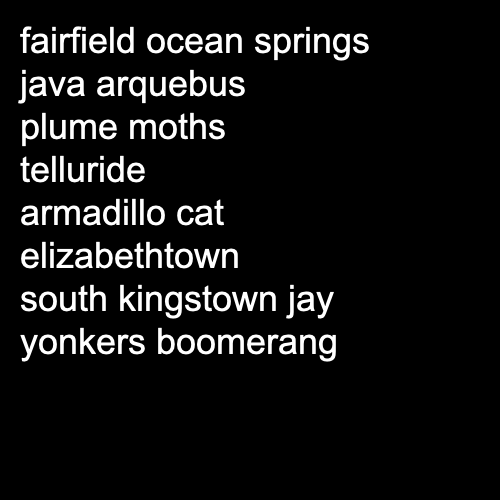 fairfield ocean springs
java arquebus
plume moths
telluride
armadillo cat
elizabethtown
south kingstown jay
yonkers boomerang